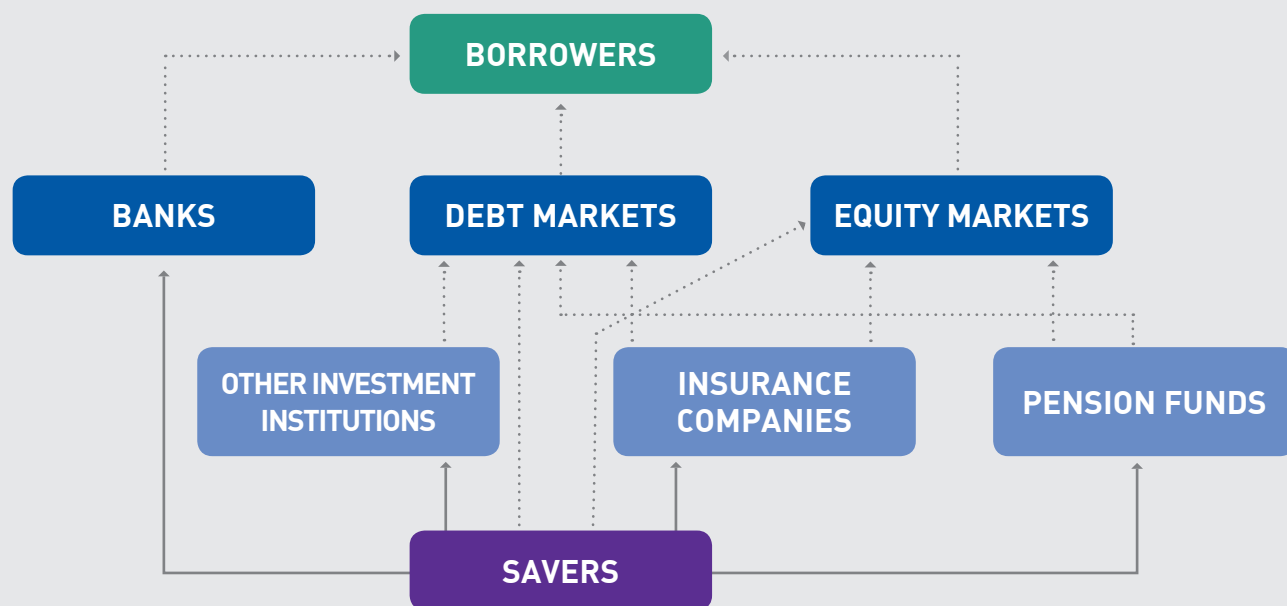 BORROWERS
BANKS
DEBT MARKETS
EQUITY MARKETS
OTHER INVESTMENT
INSTITUTIONS
INSURANCE
COMPANIES
PENSION FUNDS
SAVERS